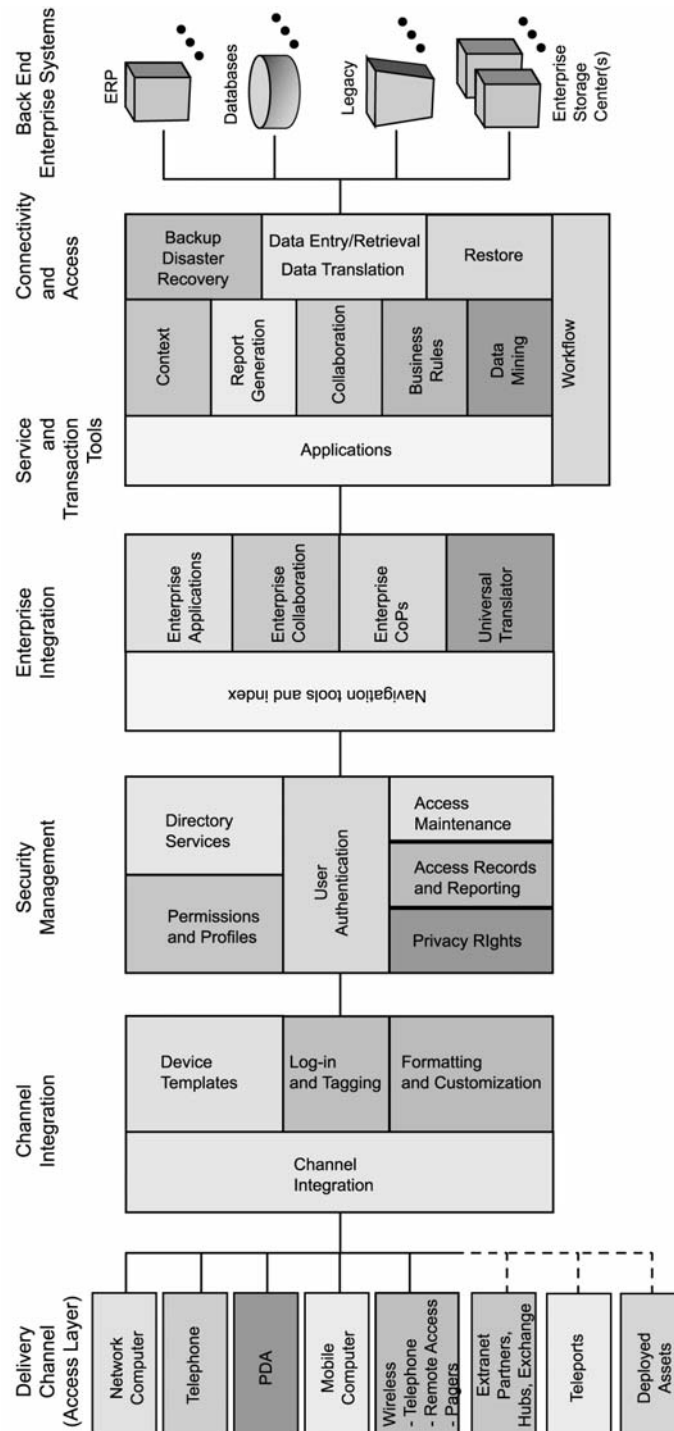 Back End
Enterprise Systems
ERP
Databases
Legacy
Enterprise
Storage
Center(s)
Connectivity
and
Access
Backup
Disaster
Recovery
Data Entry/Retrieval
Data Translation
Restore
Service
and
Transaction
Tools
Context
Report
Generation
Collaboration
Business
Rules
Data
Mining
Workflow
Applications
Enterprise
Integration
Enterprise
Applications
Enterprise
Collaboration
Enterprise
CoPs
Universal
Translator
Navigation tools and index
Security
Management
Directory
Services
Permissions
and Profiles
User
Authentication
Access
Maintenance
Access Records
and Reporting
Privacy RIghts
Channel
Integration
Device
Templates
Log-in
and Tagging
Formatting
and Customization
Channel
Integration
Delivery
Channel
(Access Layer)
Network
Computer
Telephone
PDA
Mobile
Computer
Wireless
- Telephone
- Remote Access
- Pagers
Extranet
Partners,
Hubs, Exchange
Teleports
Deployed
Assets